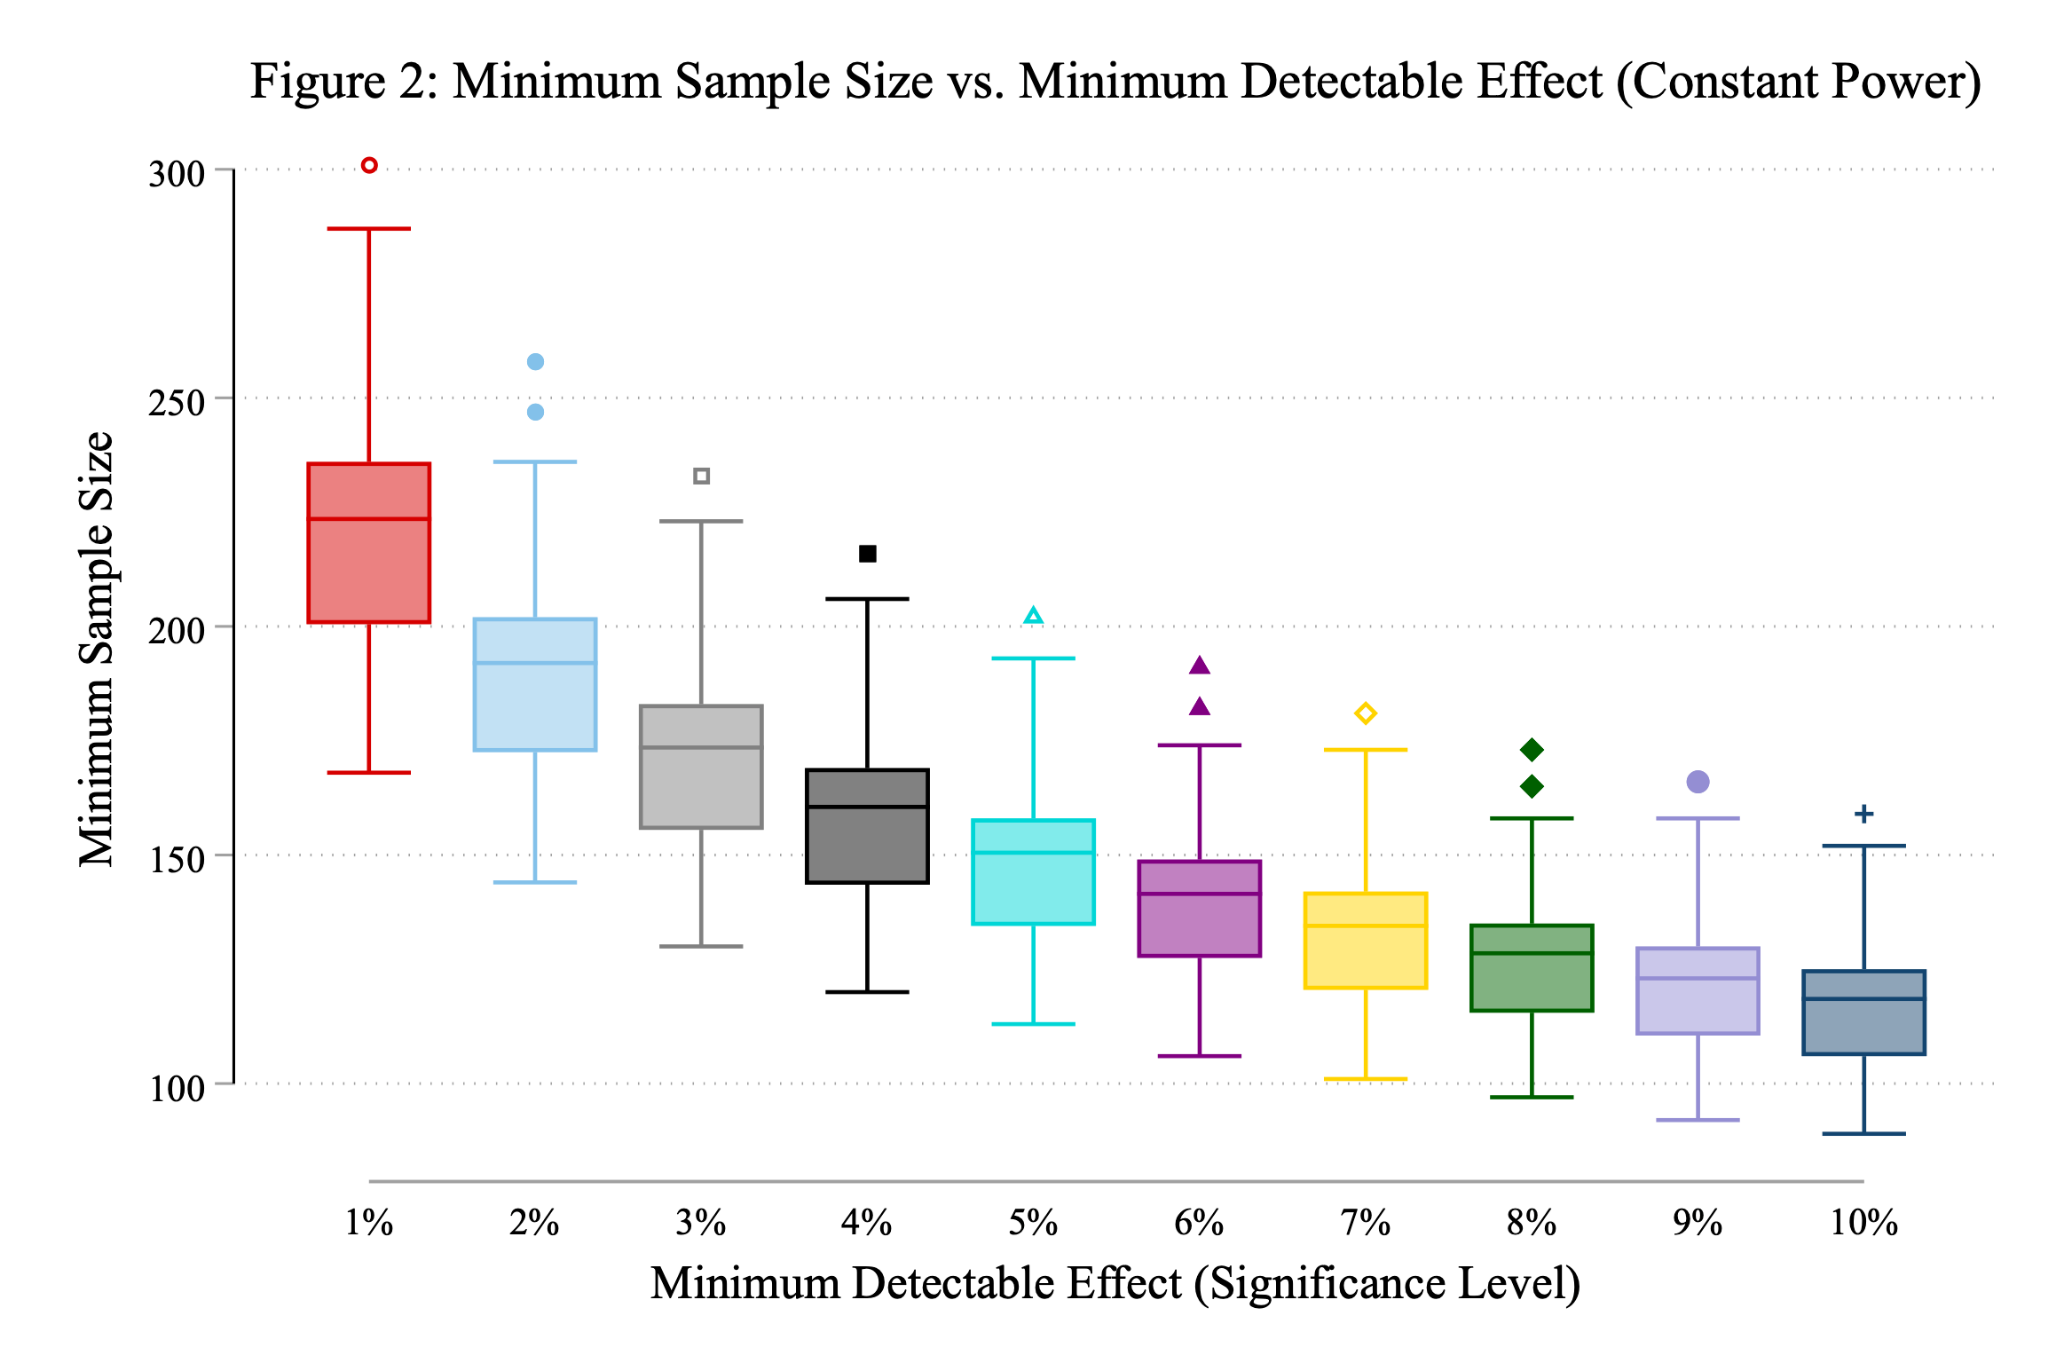 Figure 2: Minimum Sample Size vs. Minimum Detectable Effect (Constant Power)
300
250
200
150
100
Minimum Sample Size
1% 2% 3% 4% 5% 6% 7% 8% 9% 10%
Minimum Detectable Effect (Significance Level)